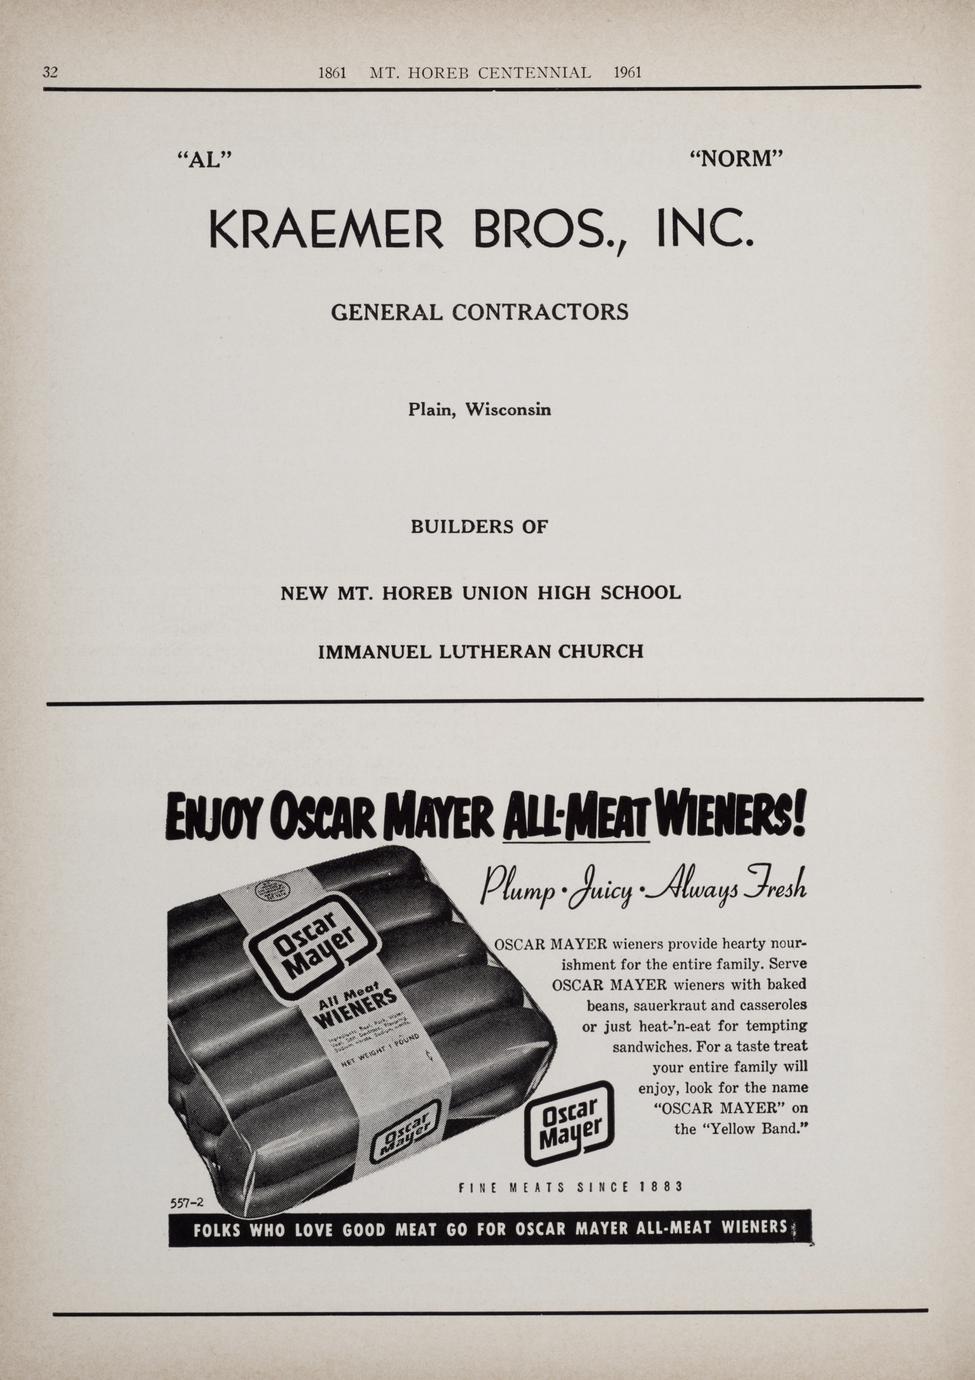 32
1861 MT. HOREB CENTENNIAL 1961
“AL” “NORM”
KRAEMER BROS., INC.
GENERAL CONTRACTORS
Plain, Wisconsin
BUILDERS OF
NEW MT. HOREB UNION HIGH SCHOOL
IMMANUEL LUTHERAN CHURCH
ENJOY OSCAR MAYER ALL-MEAT WIENERS!
Plump • Juicy • Always Fresh
OSCAR MAYER wieners provide hearty nour-
ishment for the entire family. Serve
OSCAR MAYER wieners with baked
beans, sauerkraut and casseroles
or just heat-’n-eat for tempting
sandwiches. For a taste treat
your entire family will
enjoy, look for the name
“OSCAR MAYER” on
the “Yellow Band.”
Oscar
Mayer
All Meat
WIENERS
NET WEIGHT 1 POUND
¢
Oscar
Mayer
Oscar
Mayer
FINE MEATS SINCE 1883
557-2
FOLKS WHO LOVE GOOD MEAT GO FOR OSCAR MAYER ALL-MEAT WIENERS